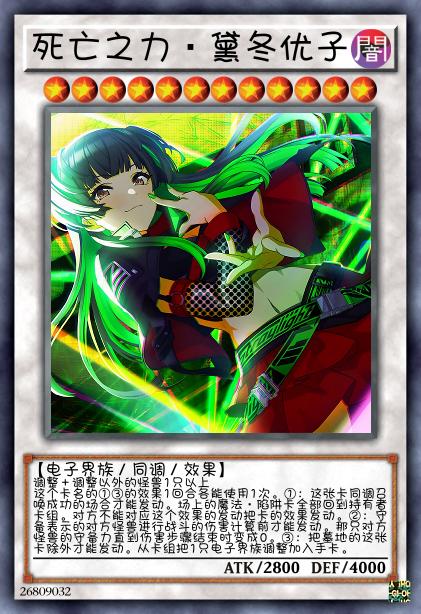 死亡之力·黛冬优子
闇
【电子界族/同调/效果】
调整+调整以外的怪兽1只以上
这个卡名的①③的效果1回合各能使用1次。①：这张卡同调召
唤成功的场合才能发动。场上的魔法·陷阱卡全部回到持有者
卡组。对方不能对应这个效果的发动把卡的效果发动。②：守
备表示的对方怪兽进行战斗的伤害计算前才能发动。那只对方
怪兽的守备力直到伤害步骤结束时变成0。③：把墓地的这张
卡除外才能发动。从卡组把1只电子界族调整加入手卡。
ATK/2800 DEF/4000
26809032